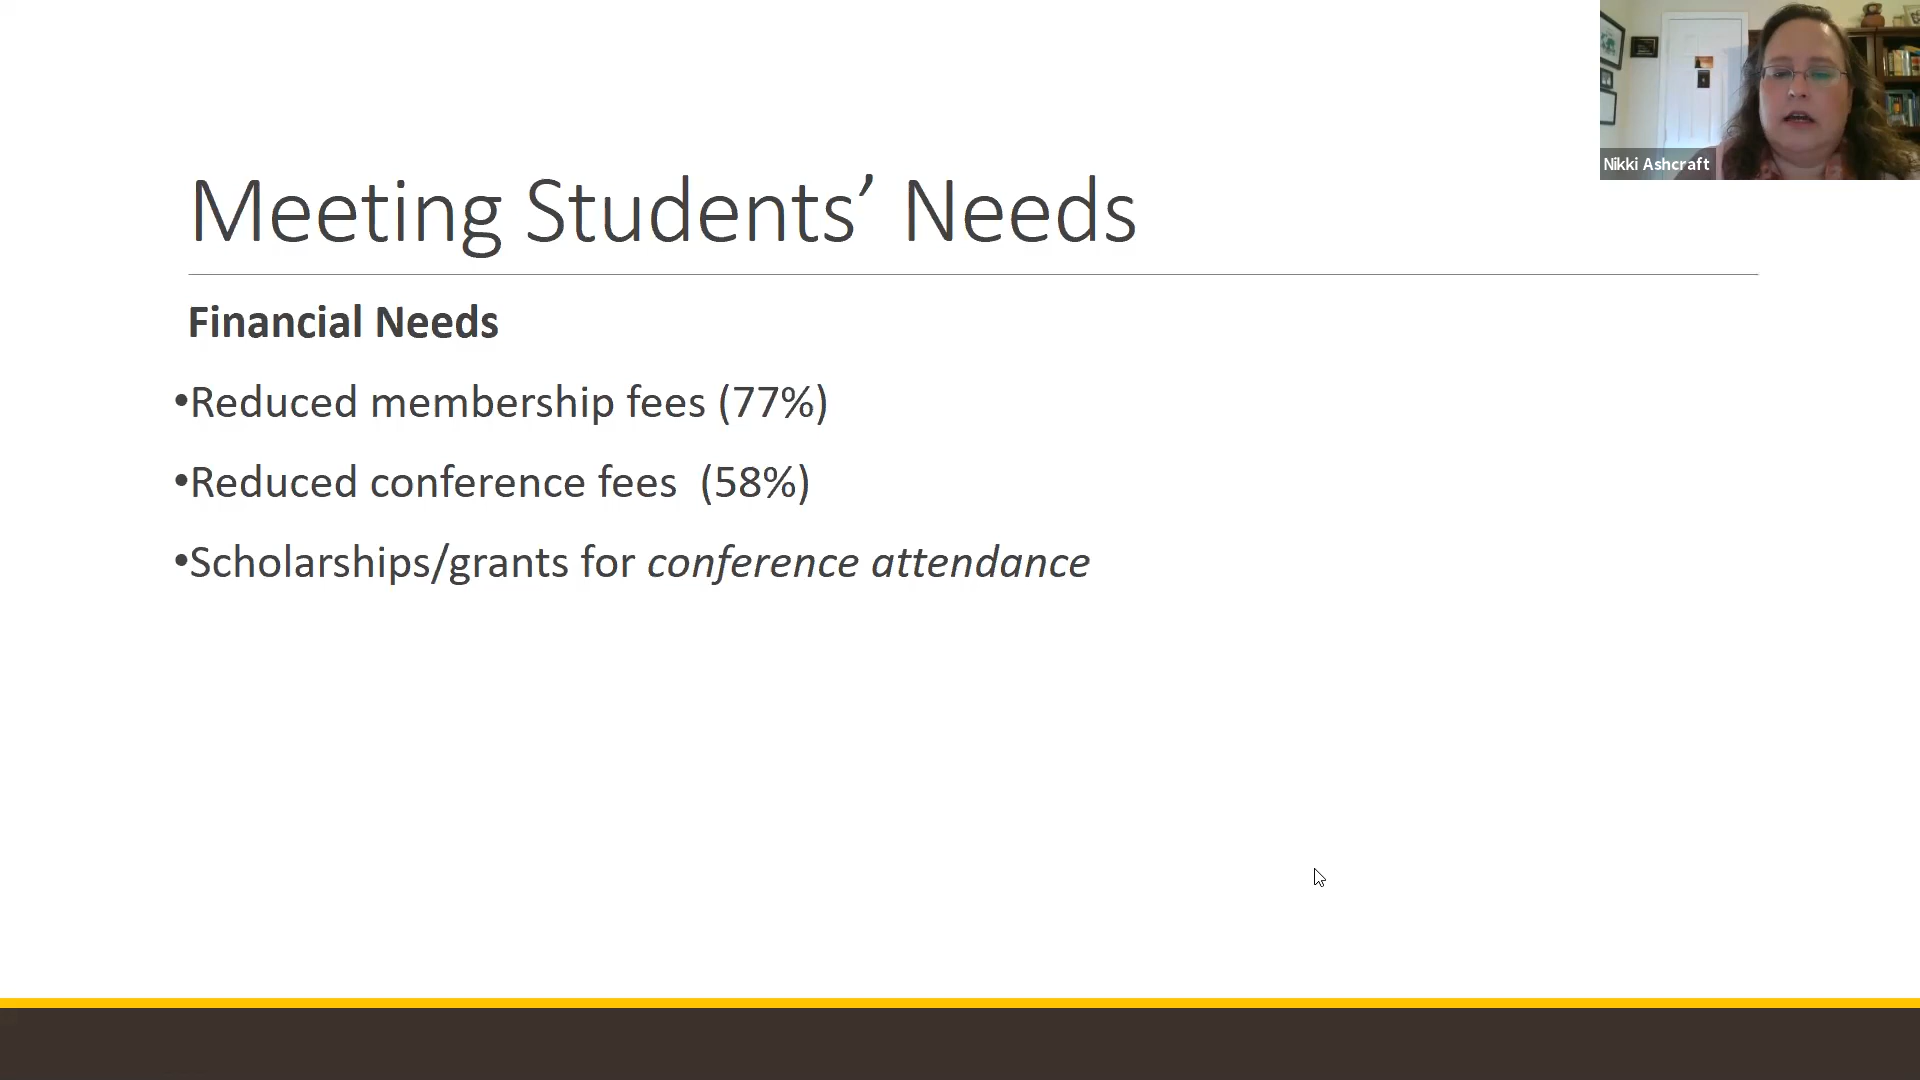 Nikki Ashcraft
Meeting Students’ Needs
Financial Needs
•Reduced membership fees (77%)
•Reduced conference fees  (58%)
•Scholarships/grants for conference attendance